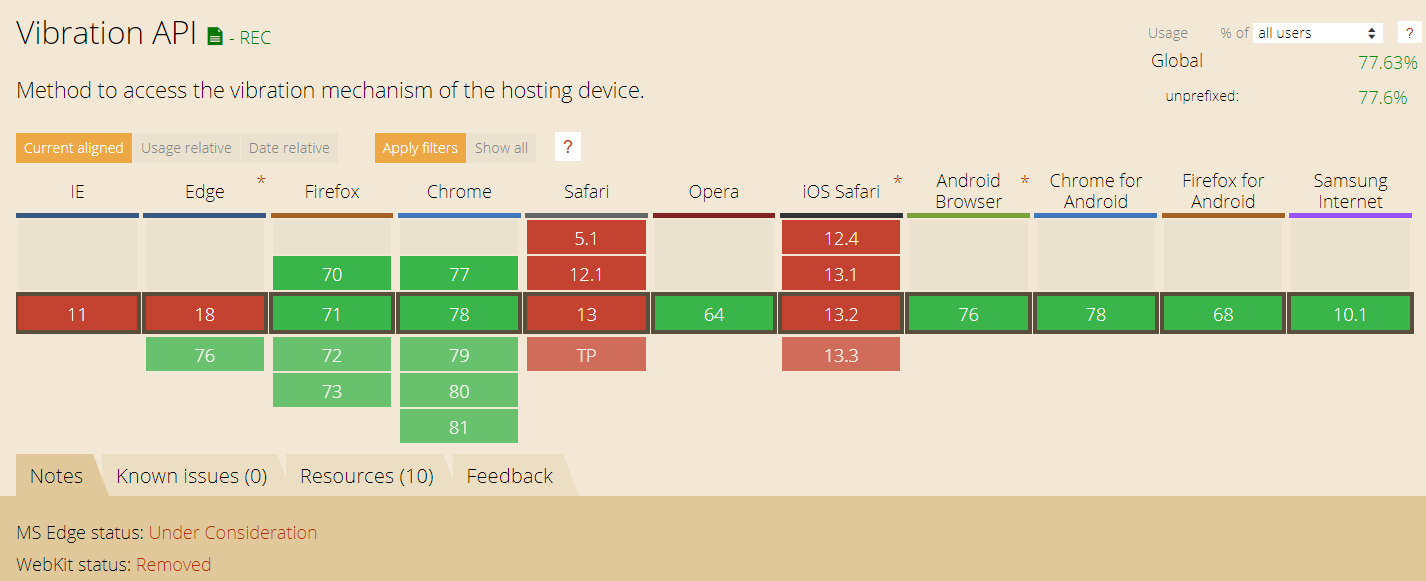 Vibration API - REC
Usage % of all users ?
Global 77.63%
unprefixed: 77.6%
Method to access the vibration mechanism of the hosting device.
Current aligned Usage relative Date relative Apply filters Show all ?
IE Edge * Firefox Chrome Safari Opera iOS Safari * Android Browser * Chrome for Android Firefox for Android Samsung Internet
5.1 12.4
70 77 12.1 13.1
11 18 71 78 13 64 13.2 76 78 68 10.1
76 72 79 TP 13.3
73 80
81
Notes Known issues (0) Resources (10) Feedback
MS Edge status: Under Consideration
WebKit status: Removed